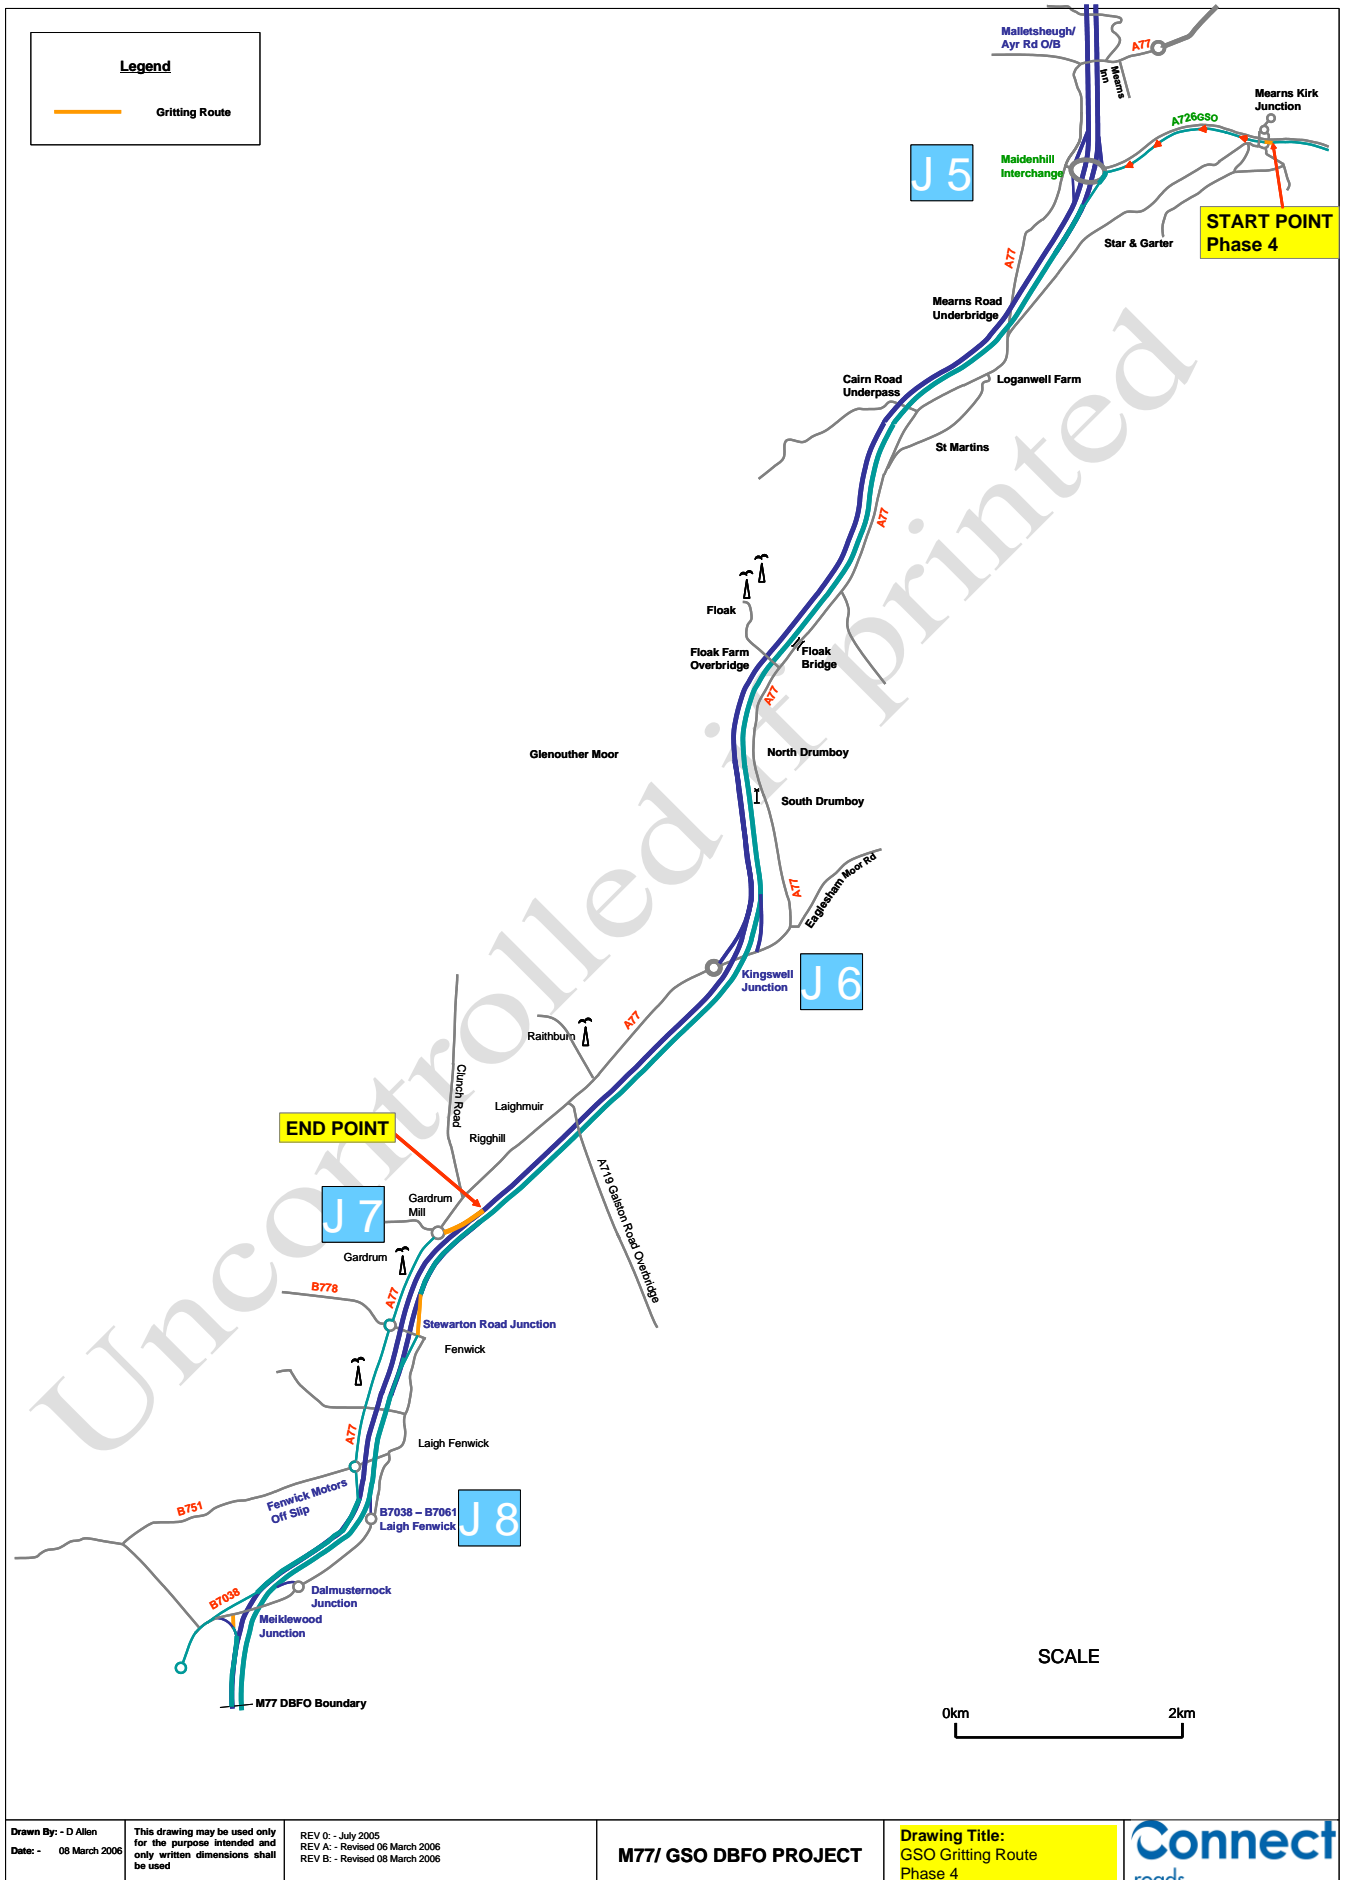 Legend
Gritting Route
Malletsheugh/
Ayr Rd O/B
A77
Mearns
Inn
Mearns Kirk
Junction
A726GSO
J 5
Maidenhill
Interchange
START POINT
Phase 4
Star & Garter
A77
Mearns Road
Underbridge
Cairn Road
Underpass
Loganwell Farm
St Martins
A77
Floak
Floak Farm
Overbridge
Floak
Bridge
A77
Glenouther Moor
North Drumboy
South Drumboy
A77
Eaglesham Moor Rd
Kingswell
Junction
J 6
A77
Raithburn
Clunch Road
Laighmuir
END POINT
Rigghill
A719 Galston Road Overbridge
J 7
Gardrum
Mill
Gardrum
B778
A77
Stewarton Road Junction
Fenwick
A77
Laigh Fenwick
B751
Fenwick Motors
Off Slip
B7038 – B7061
Laigh Fenwick
J 8
B7038
Dalmusternock
Junction
Meiklewood
Junction
M77 DBFO Boundary
SCALE
0km
2km
Uncontrolled if printed
Drawn By: - D Allen
Date: - 08 March 2006
This drawing may be used only
for the purpose intended and
only written dimensions shall
be used
REV 0: - July 2005
REV A: - Revised 06 March 2006
REV B: - Revised 08 March 2006
M77/ GSO DBFO PROJECT
Drawing Title:
GSO Gritting Route
Phase 4
Connect
roads